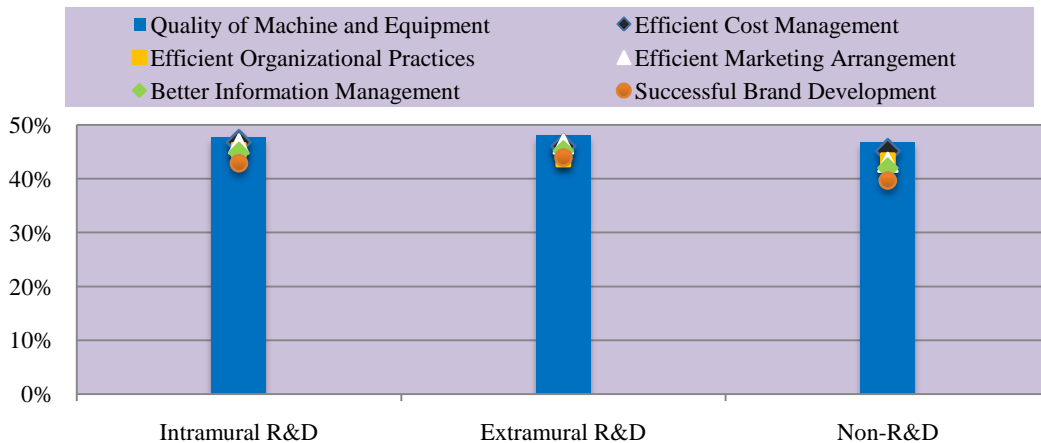 Quality of Machine and Equipment
Efficient Cost Management
Efficient Organizational Practices
Efficient Marketing Arrangement
Better Information Management
Successful Brand Development
50%
40%
30%
20%
10%
0%
Intramural R&D
Extramural R&D
Non-R&D